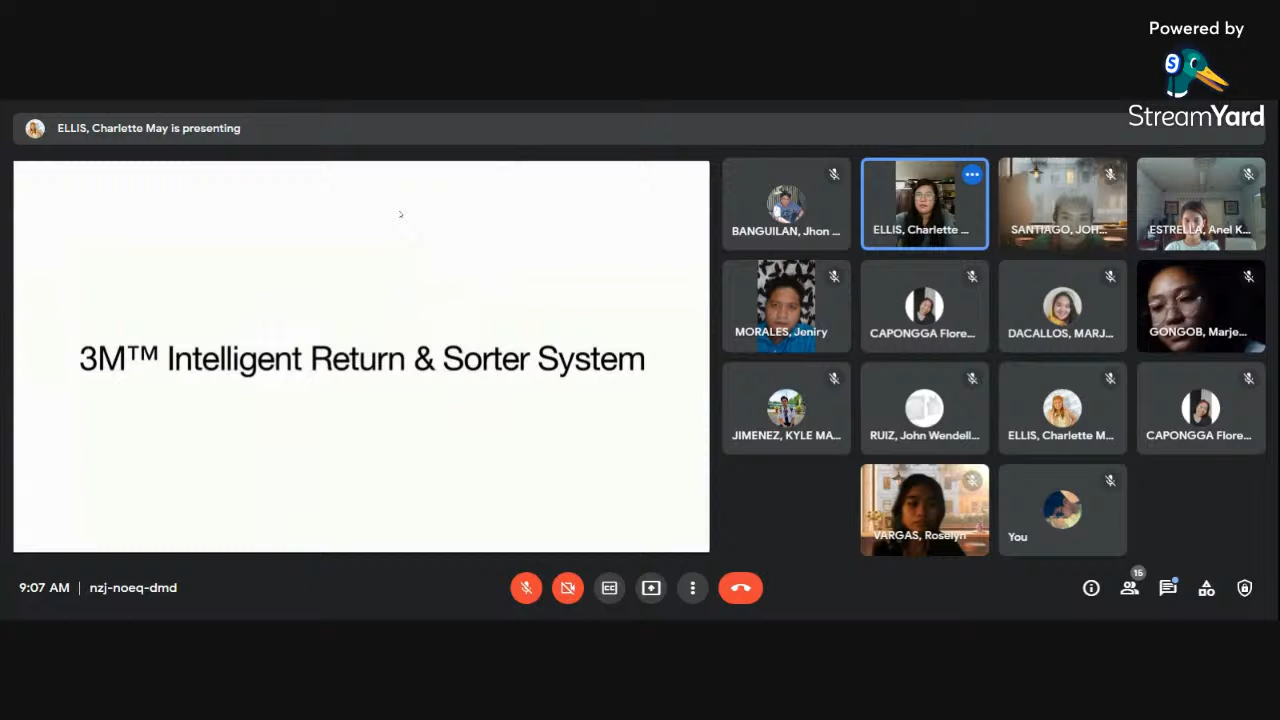 Powered by
StreamYard
ELLIS, Charlette May is presenting
3M™ Intelligent Return & Sorter System
BANGUILAN, Jhon ...
ELLIS, Charlette ...
SANTIAGO, JOH...
ESTRELLA, Anel K...
MORALES, Jeniry
CAPONGGA Flore...
DACALLOS, MARJ...
GONGOB, Marje...
JIMENEZ, KYLE MA...
RUIZ, John Wendell...
ELLIS, Charlette M...
CAPONGGA Flore...
VARGAS, Roselyn
You
9:07 AM | nzj-noeq-dmd
CC
15